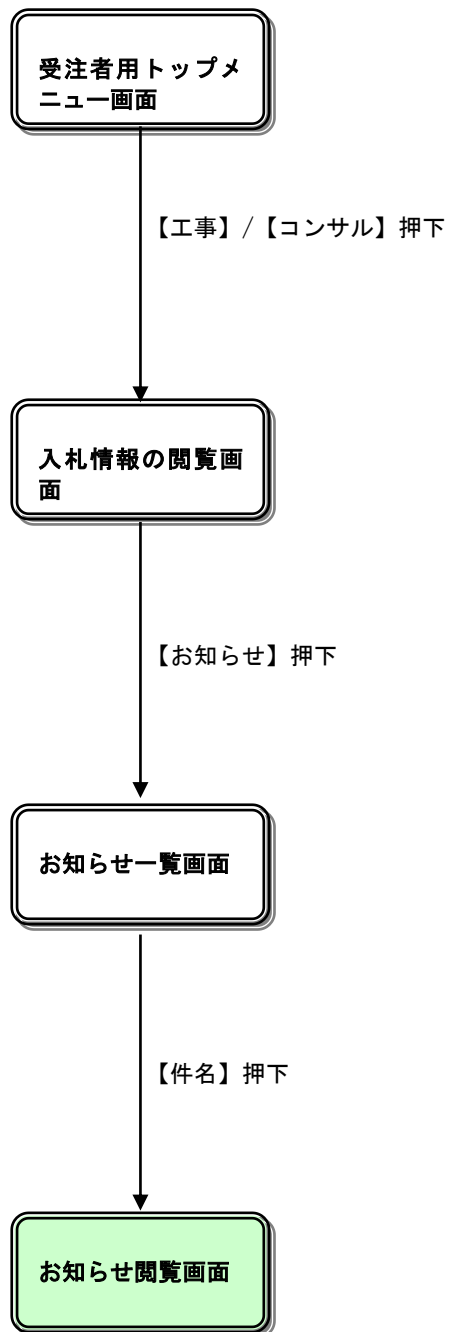 受注者用トップメ
ニュー画面
【工事】/【コンサル】押下
入札情報の閲覧画
面
【お知らせ】押下
お知らせ一覧画面
【件名】押下
お知らせ閲覧画面